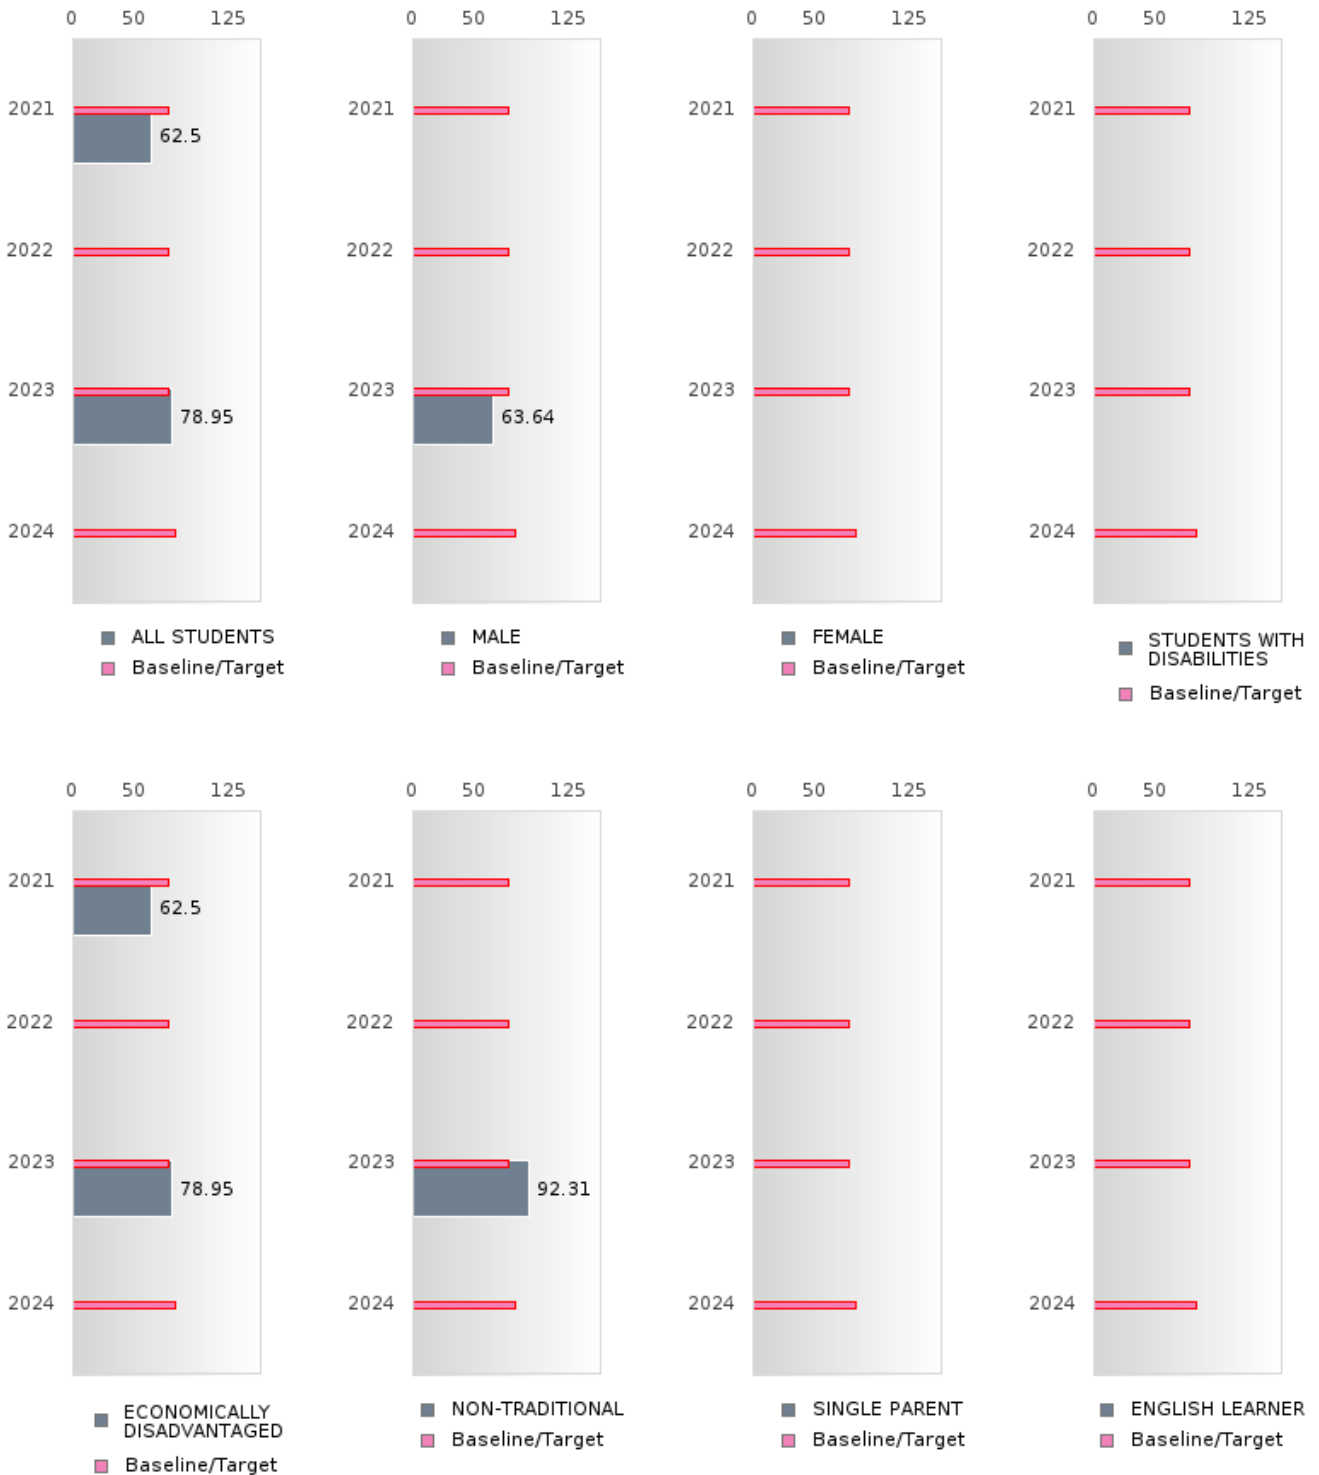 0 50 125 0 50 125 0 50 125 0 50 125
2021 2021 2021 2021
62.5
2022 2022 2022 2022
2023 2023 2023 2023
78.95 63.64
2024 2024 2024 2024
ALL STUDENTS MALE FEMALE STUDENTS WITH
DISABILITIES
Baseline/Target Baseline/Target Baseline/Target Baseline/Target
0 50 125 0 50 125 0 50 125 0 50 125
2021 2021 2021 2021
62.5
2022 2022 2022 2022
2023 2023 2023 2023
78.95 92.31
2024 2024 2024 2024
ECONOMICALLY
DISADVANTAGED NON-TRADITIONAL SINGLE PARENT ENGLISH LEARNER
Baseline/Target Baseline/Target Baseline/Target Baseline/Target